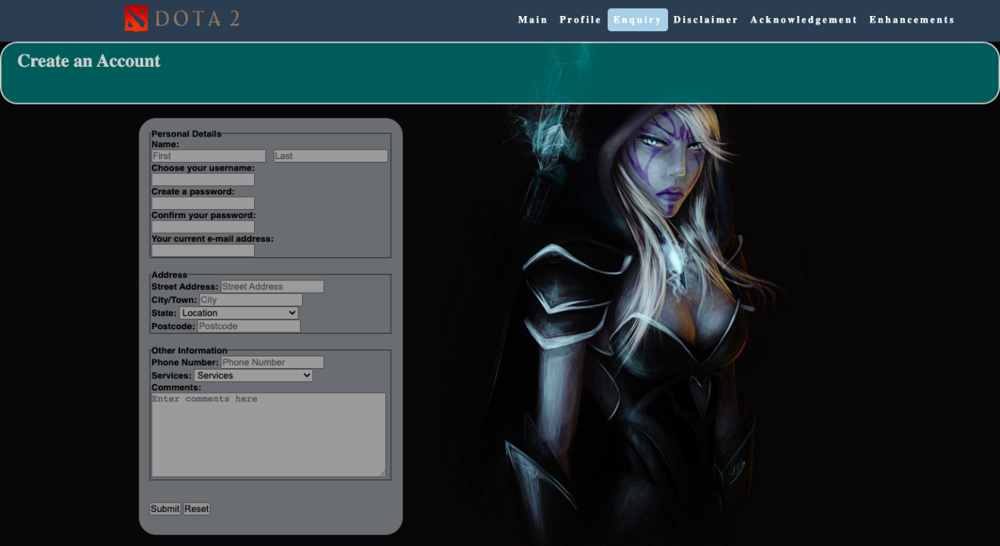 DOTA 2
Main Profile Enquiry Disclaimer Acknowledgement Enhancements
Create an Account
Personal Details
Name:
First Last
Choose your username:
Create a password:
Confirm your password:
Your current e-mail address:
Address
Street Address: Street Address
City/Town: City
State: Location
Postcode: Postcode
Other Information
Phone Number: Phone Number
Services: Services
Comments:
Enter comments here
Submit Reset